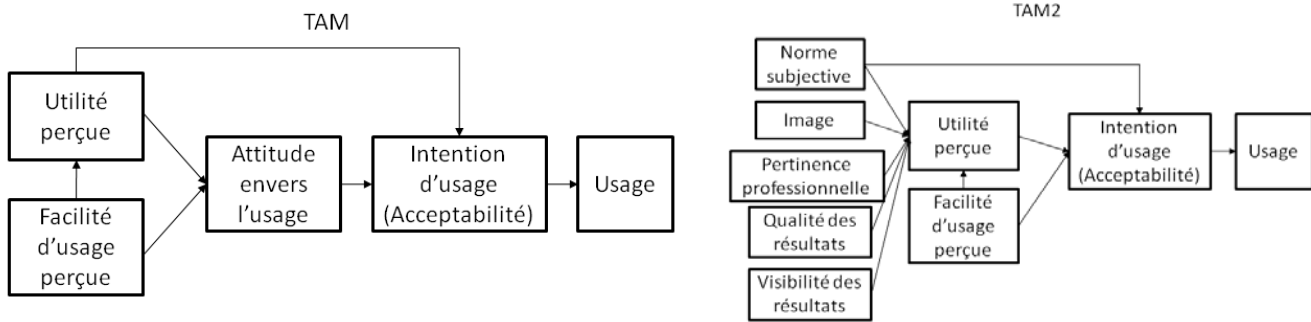 TAM
Utilité
perçue
Facilité
d'usage
perçue
Attitude
envers
l'usage
Intention
d'usage
(Acceptabilité)
Usage
TAM2
Norme
subjective
Image
Pertinence
professionnelle
Qualité des
résultats
Visibilité des
résultats
Utilité
perçue
Facilité
d'usage
perçue
Intention
d'usage
(Acceptabilité)
Usage